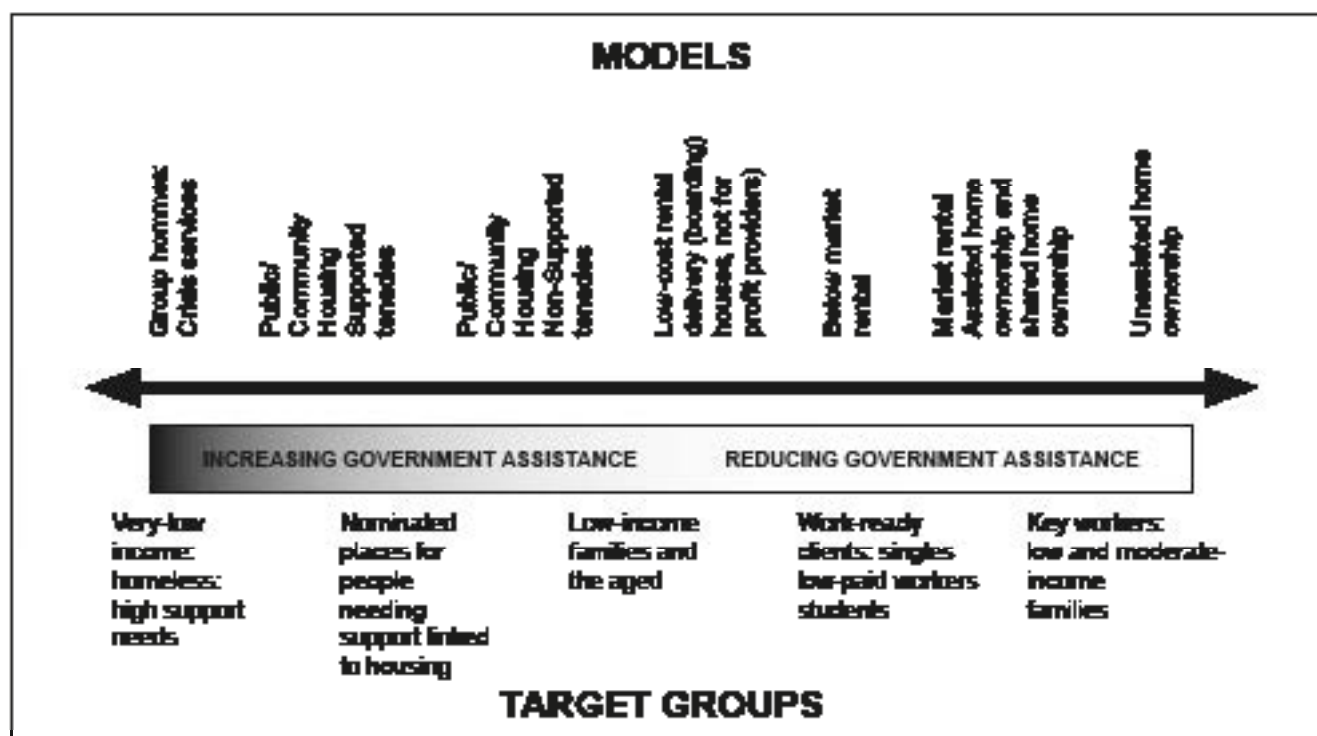 MODELS
Group hommes:
Crisis services
Public/
Community
Housing
Supported
tenacies
Public/
Community
Housing
Non-Supported
tenacies
Low-cost rental
delivery (boarding)
houses, not for
profit providers)
Below market
rental
Market rental
Assisted home
ownership and
shared home
ownership
Unassisted home
ownership
INCREASING GOVERNMENT ASSISTANCE
REDUCING GOVERNMENT ASSISTANCE
Very-low
income:
homeless:
high support
needs
Nominated
places for
people
needing
support linked
to housing
Low-income
families and
the aged
Work-ready
clients: singles
low-paid workers
students
Key workers:
low and moderate-
income
families
TARGET GROUPS